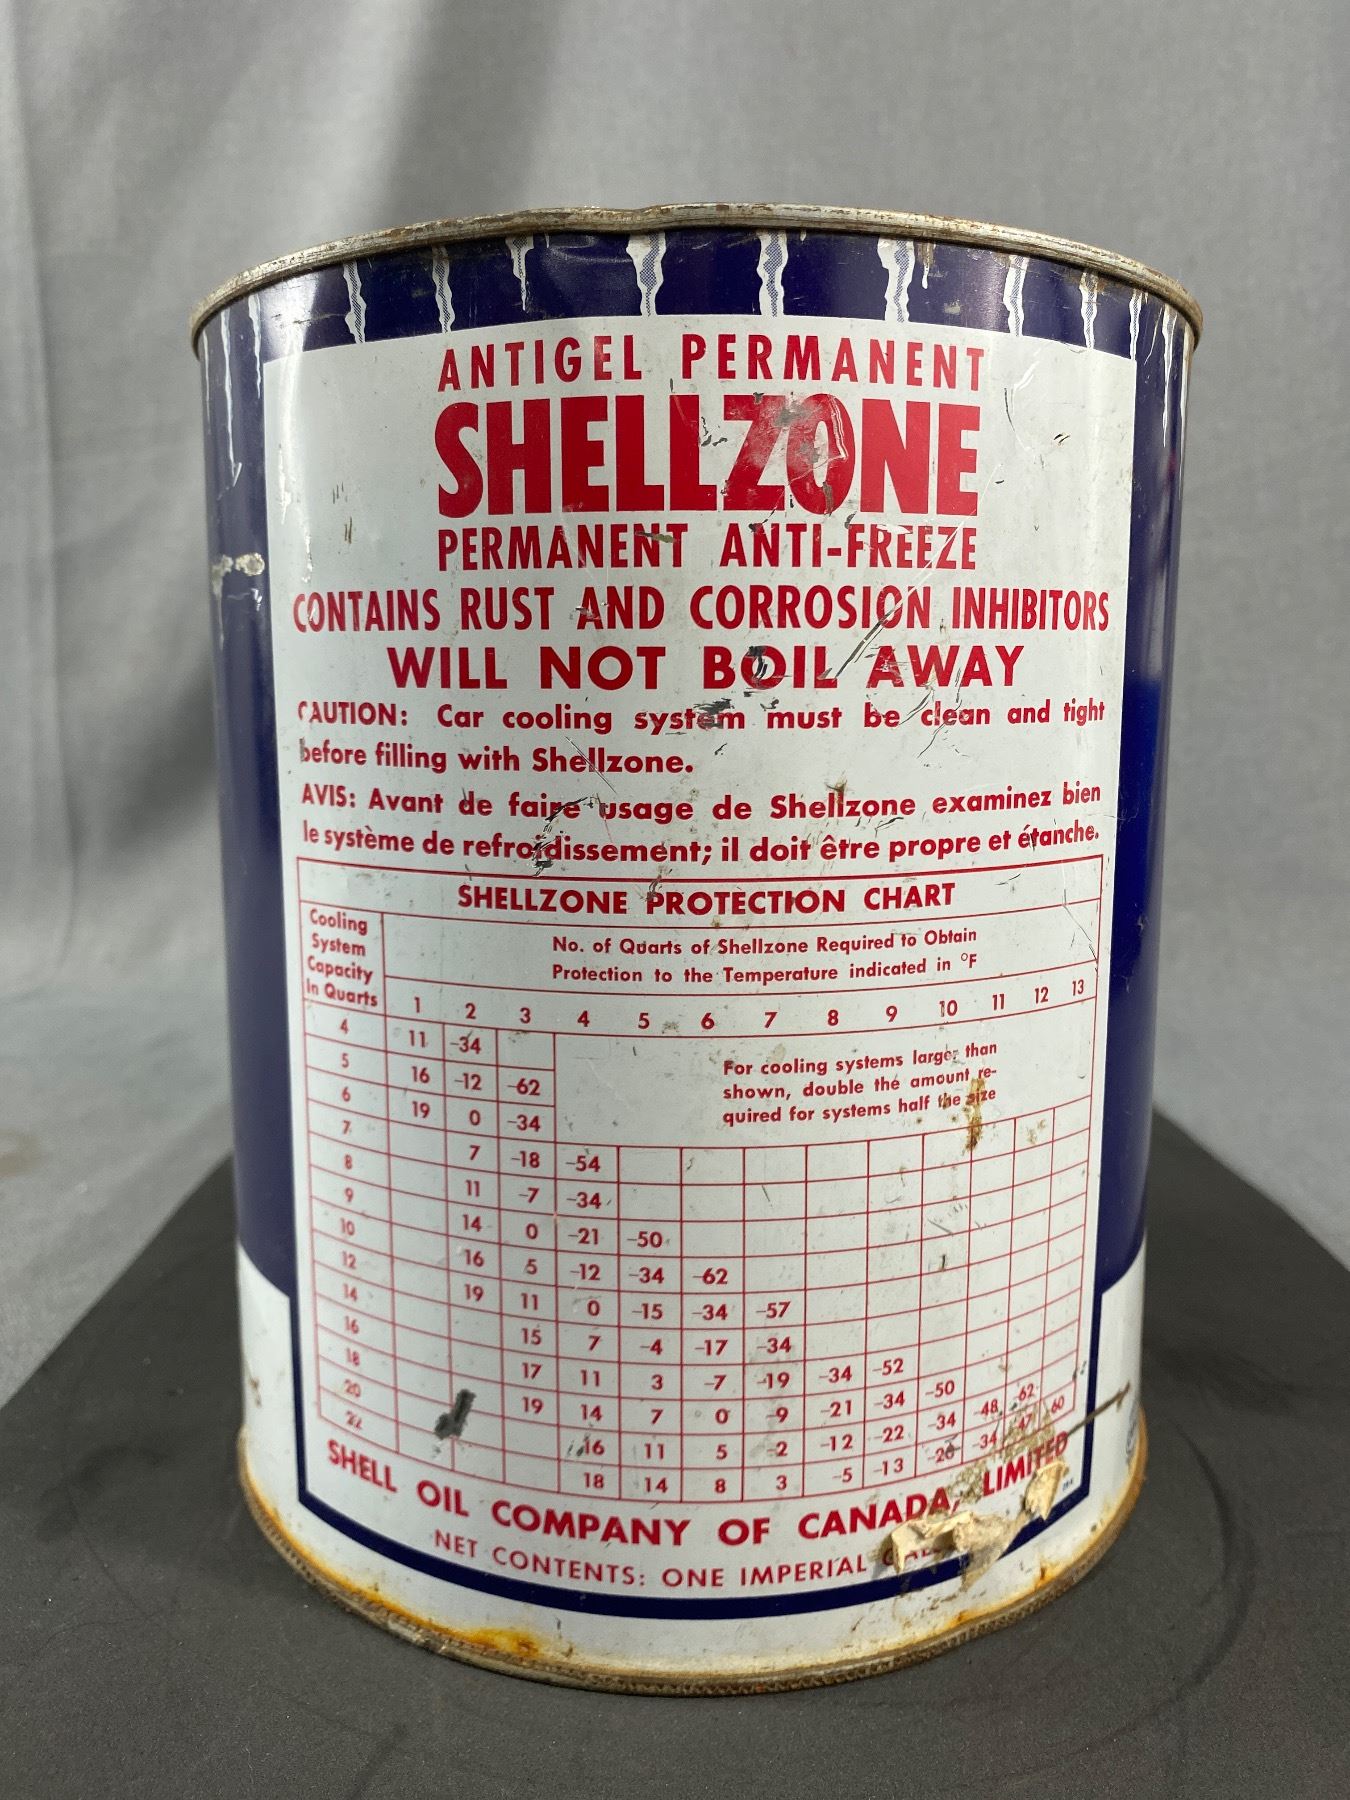 ANTIGEL PERMANENT
SHELLZONE
PERMANENT ANTI-FREEZE
CONTAINS RUST AND CORROSION INHIBITORS
WILL NOT BOIL AWAY
CAUTION: Car cooling system must be clean and tight
before filling with Shellzone.
AVIS: Avant de faire usage de Shellzone examinez bien
le système de refroidissement; il doit être propre et étanche.
SHELLZONE PROTECTION CHART
Cooling
System
Capacity
In Quarts
No. of Quarts of Shellzone Required to Obtain
Protection to the Temperature indicated in °F
1 2 3 4 5 6 7 8 9 10 11 12 13
For cooling systems larger than
shown, double the amount re-
quired for systems half the size
4 11 -34
5 16 -12 -62
6 19 0 -34
7 7 -18 -54
8 11 -7 -34
9 14 0 -21 -50
10 16 5 -12 -34 -62
12 19 11 0 -15 -34 -57
14 15 7 -4 -17 -34
16 17 11 3 -7 -19 -34 -52
18 19 14 7 0 -9 -21 -34 -50
20 16 11 5 -2 -12 -22 -34 -48 -62
22 18 14 8 3 -5 -13 -34 -47 -60
SHELL OIL COMPANY OF CANADA, LIMITED
NET CONTENTS: ONE IMPERIAL